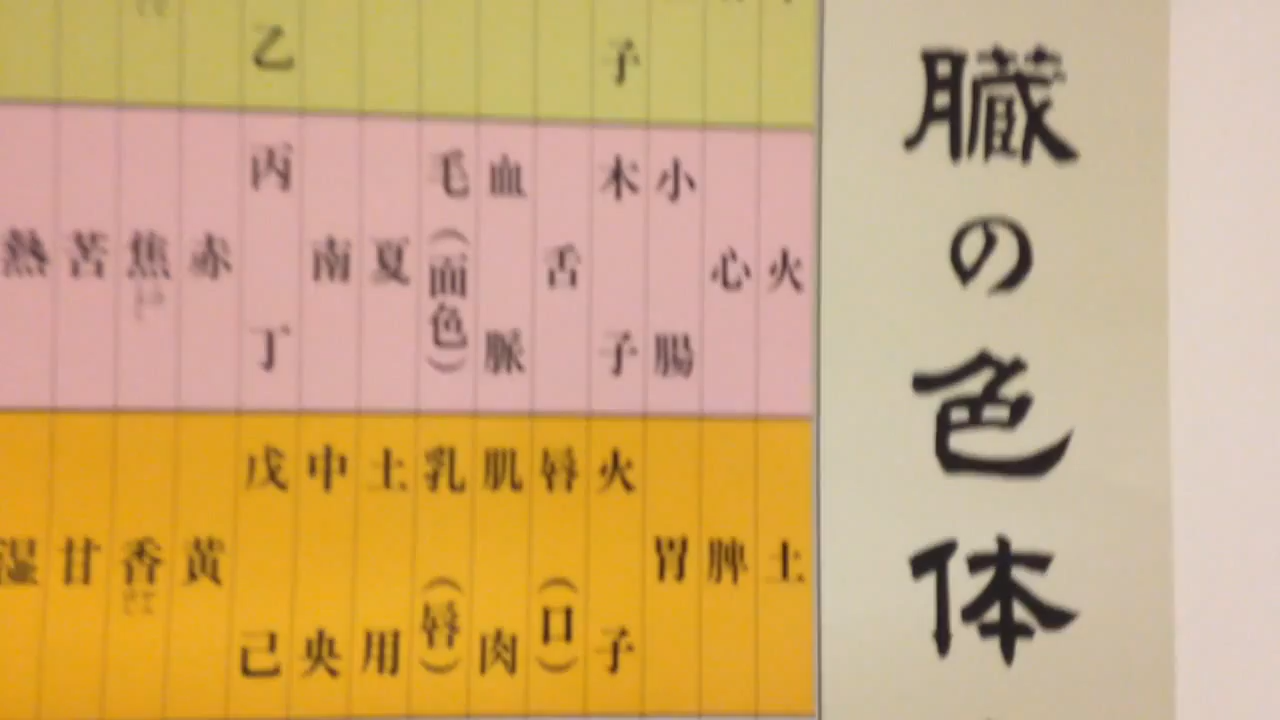 臓の色体
乙
子
火
心
小腸
木子
舌
血脈
毛(面色)
夏
南
丙丁
赤
焦
苦
熱
土
脾
胃
火子
唇(口)
肌肉
乳(唇)
土用
中央
戊己
黄
香
甘
湿